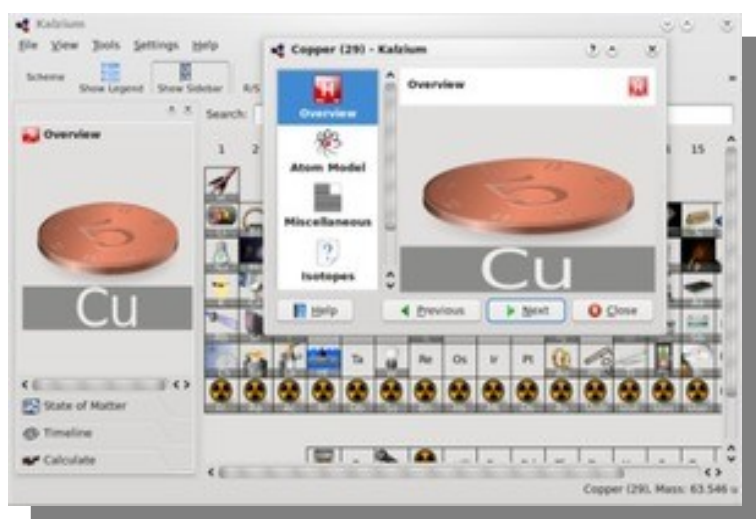 Kalzium
File View Tools Settings Help
Scheme Show Legend Show Sidebar
Search:
1 2 15
Overview
Cu
State of Matter
Timeline
Calculate
Copper (29) - Kalzium
Overview
Atom Model
Miscellaneous
Isotopes
Overview
Cu
Help Previous Next Close
Ta Re Os Ir Pt
Copper (29), Mass: 63.546 u